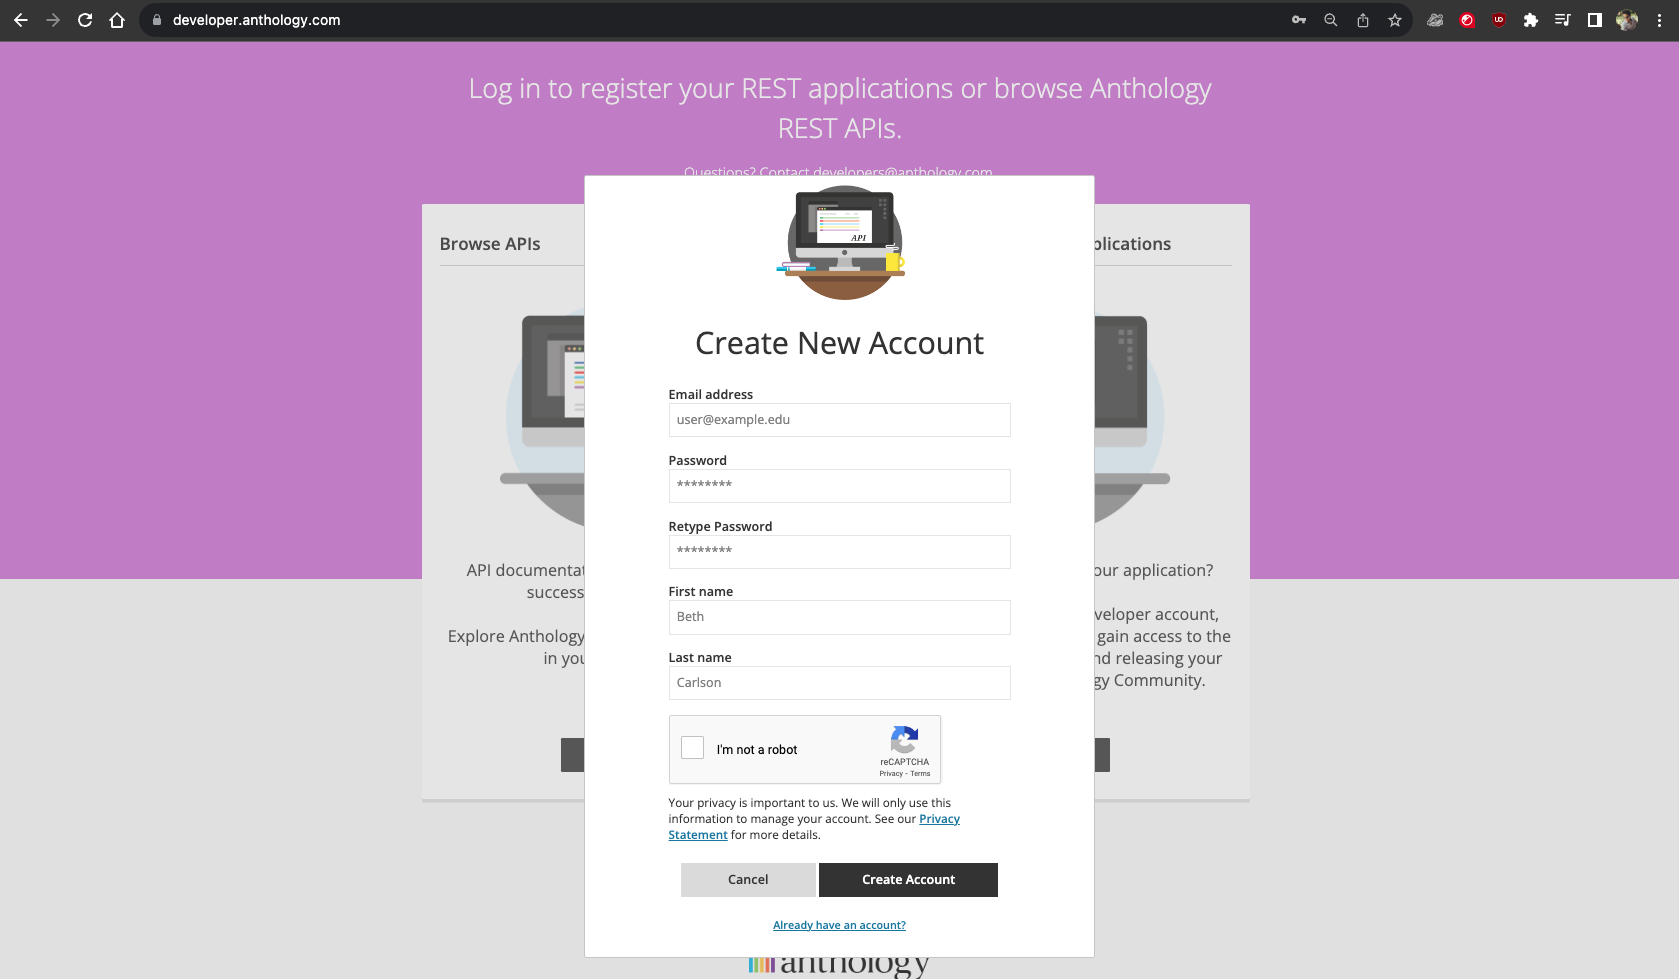 developer.anthology.com
Log in to register your REST applications or browse Anthology
REST APIs.
Questions? Contact developers@anthology.com
Browse APIs
plications
API
Create New Account
Email address
user@example.edu
Password
********
Retype Password
********
First name
Beth
Last name
Carlson
I'm not a robot
reCAPTCHA
Privacy - Terms
Your privacy is important to us. We will only use this
information to manage your account. See our Privacy
Statement for more details.
Cancel
Create Account
Already have an account?
API documentat
success
Explore Anthology
in you
our application?
veloper account,
gain access to the
nd releasing your
gy Community.
anthology